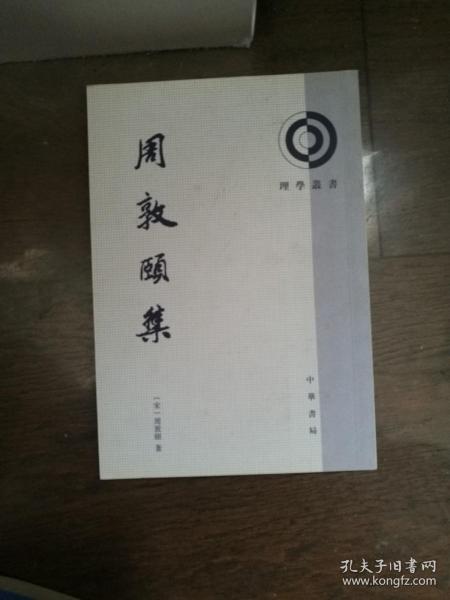 周敦頤集
[宋]周敦頤 著
理學叢書
中華書局
孔夫子旧书网
www.kongfz.com